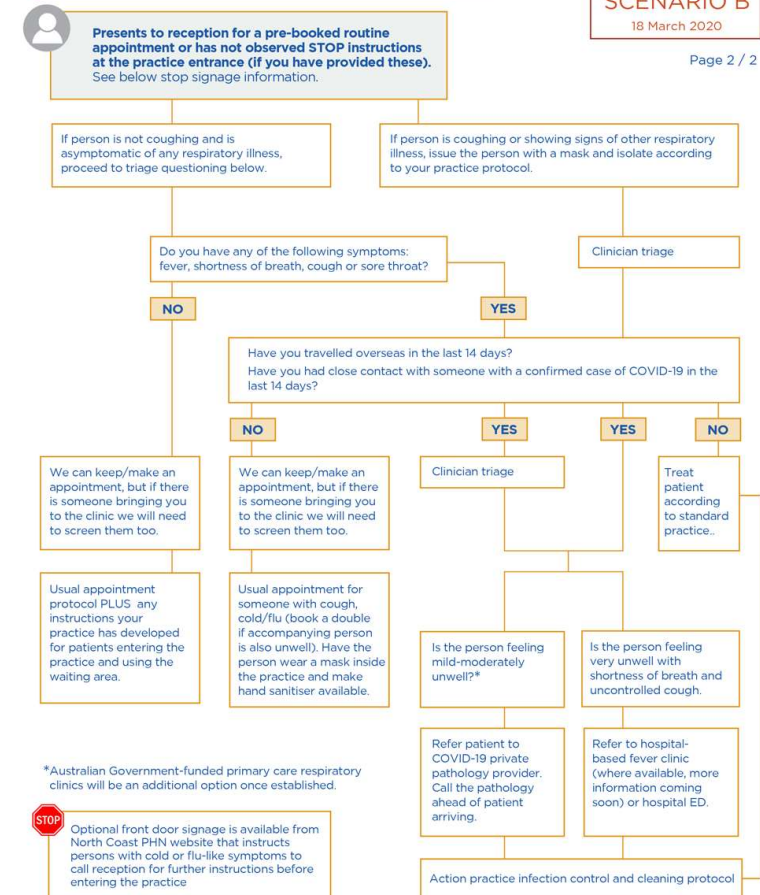 SCENARIO B
18 March 2020
Page 2 / 2
Presents to reception for a pre-booked routine
appointment or has not observed STOP instructions
at the practice entrance (if you have provided these).
See below stop signage information.
If person is not coughing and is
asymptomatic of any respiratory illness,
proceed to triage questioning below.
If person is coughing or showing signs of other respiratory
illness, issue the person with a mask and isolate according
to your practice protocol.
Do you have any of the following symptoms:
fever, shortness of breath, cough or sore throat?
Clinician triage
NO
YES
Have you travelled overseas in the last 14 days?
Have you had close contact with someone with a confirmed case of COVID-19 in the
last 14 days?
NO
YES
YES
NO
We can keep/make an
appointment, but if there
is someone bringing you
to the clinic we will need
to screen them too.
We can keep/make an
appointment, but if there
is someone bringing you
to the clinic we will need
to screen them too.
Clinician triage
Treat
patient
according
to standard
practice..
Usual appointment
protocol PLUS any
instructions your
practice has developed
for patients entering the
practice and using the
waiting area.
Usual appointment for
someone with cough,
cold/flu (book a double
if accompanying person
is also unwell). Have the
person wear a mask inside
the practice and make
hand sanitiser available.
Is the person feeling
mild-moderately
unwell?*
Is the person feeling
very unwell with
shortness of breath and
uncontrolled cough.
Refer patient to
COVID-19 private
pathology provider.
Call the pathology
ahead of patient
arriving.
Refer to hospital-
based fever clinic
(where available, more
information coming
soon) or hospital ED.
*Australian Government-funded primary care respiratory
clinics will be an additional option once established.
STOP
Optional front door signage is available from
North Coast PHN website that instructs
persons with cold or flu-like symptoms to
call reception for further instructions before
entering the practice
Action practice infection control and cleaning protocol